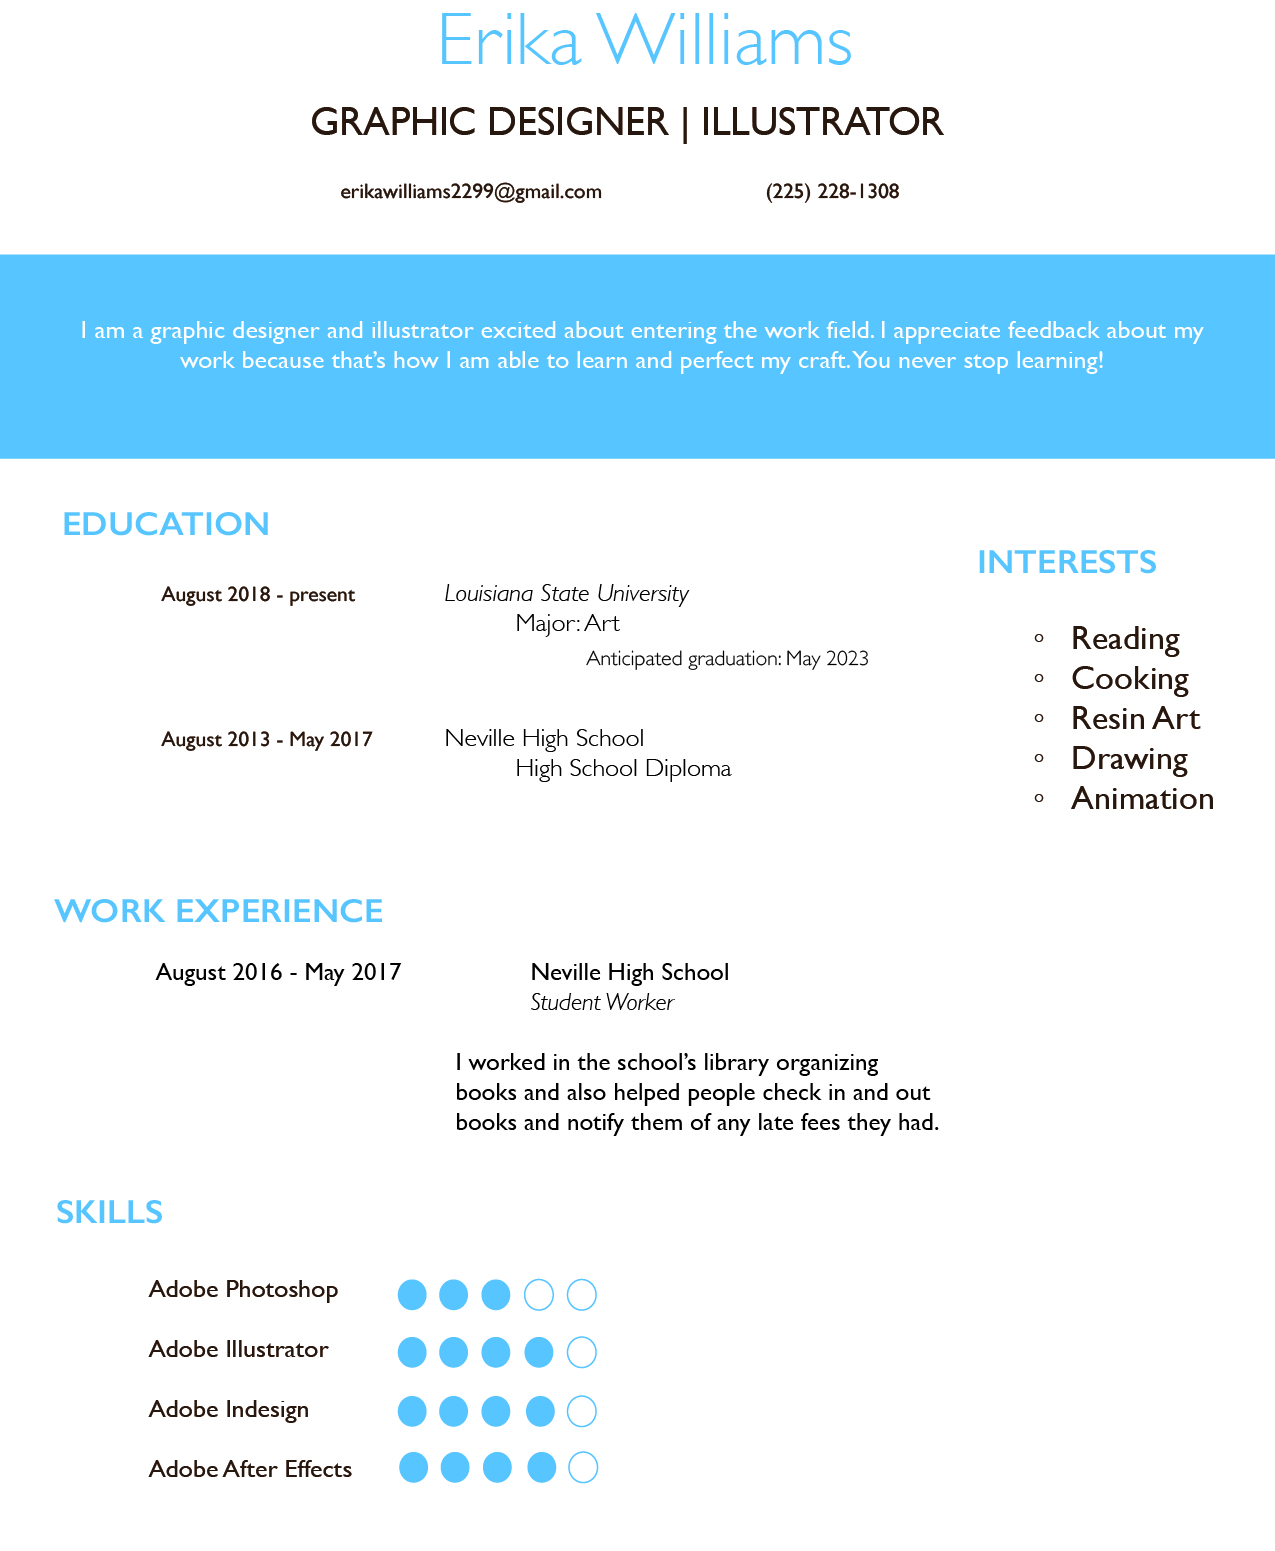 Erika Williams
GRAPHIC DESIGNER | ILLUSTRATOR
erikawilliams2299@gmail.com (225) 228-1308
I am a graphic designer and illustrator excited about entering the work field. I appreciate feedback about my
work because that’s how I am able to learn and perfect my craft. You never stop learning!
EDUCATION
August 2018 - present Louisiana State University
Major: Art
Anticipated graduation: May 2023
August 2013 - May 2017 Neville High School
High School Diploma
INTERESTS
Reading
Cooking
Resin Art
Drawing
Animation
WORK EXPERIENCE
August 2016 - May 2017 Neville High School
Student Worker
I worked in the school’s library organizing
books and also helped people check in and out
books and notify them of any late fees they had.
SKILLS
Adobe Photoshop
Adobe Illustrator
Adobe Indesign
Adobe After Effects